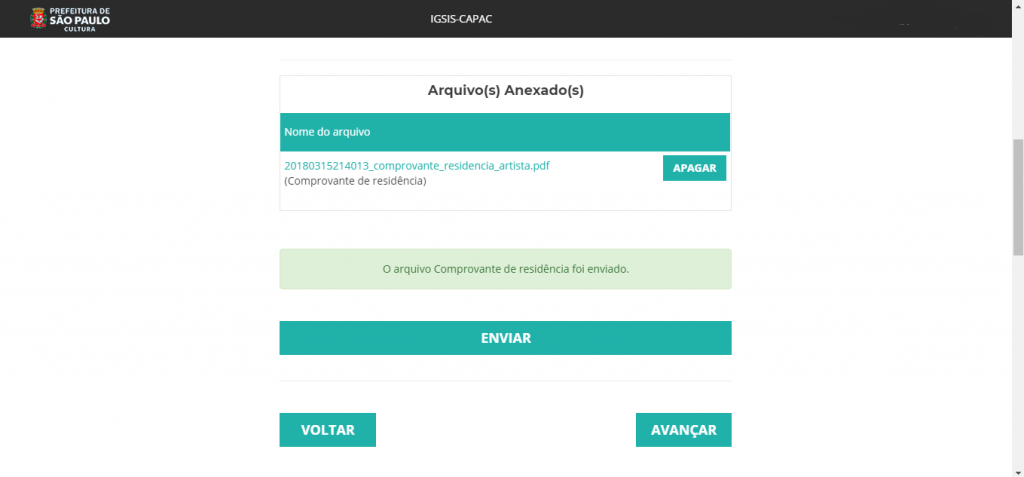 PREFEITURA DE
SÃO PAULO
CULTURA
IGSIS-CAPAC
Arquivo(s) Anexado(s)
Nome do arquivo
20180315214013_comprovante_residencia_artista.pdf
APAGAR
(Comprovante de residência)
O arquivo Comprovante de residência foi enviado.
ENVIAR
VOLTAR
AVANÇAR